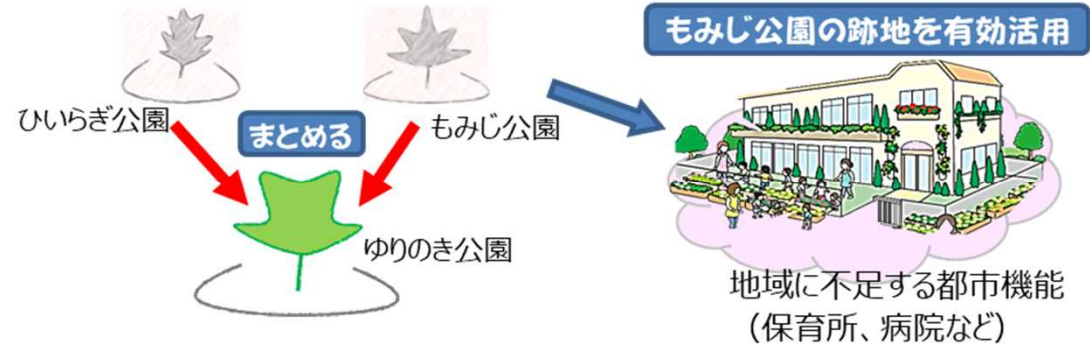 ひいらぎ公園
もみじ公園
まとめる
ゆりのき公園
もみじ公園の跡地を有効活用
地域に不足する都市機能
(保育所、病院など)